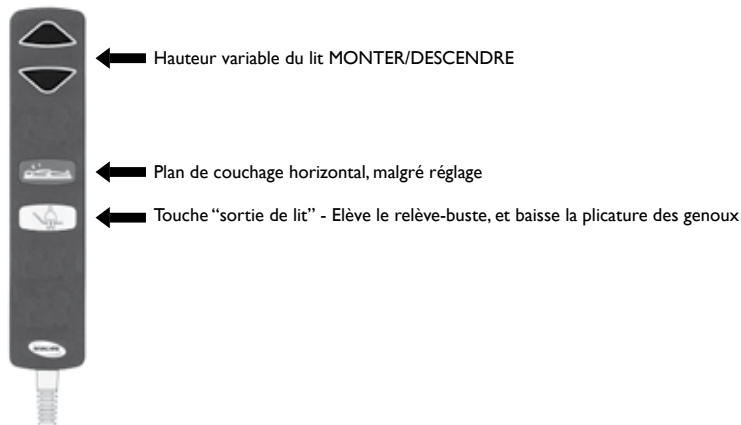 Hauteur variable du lit MONTER/DESCENDRE
Plan de couchage horizontal, malgré réglage
Touche “sortie de lit” - Elève le relève-buste, et baisse la plicature des genoux